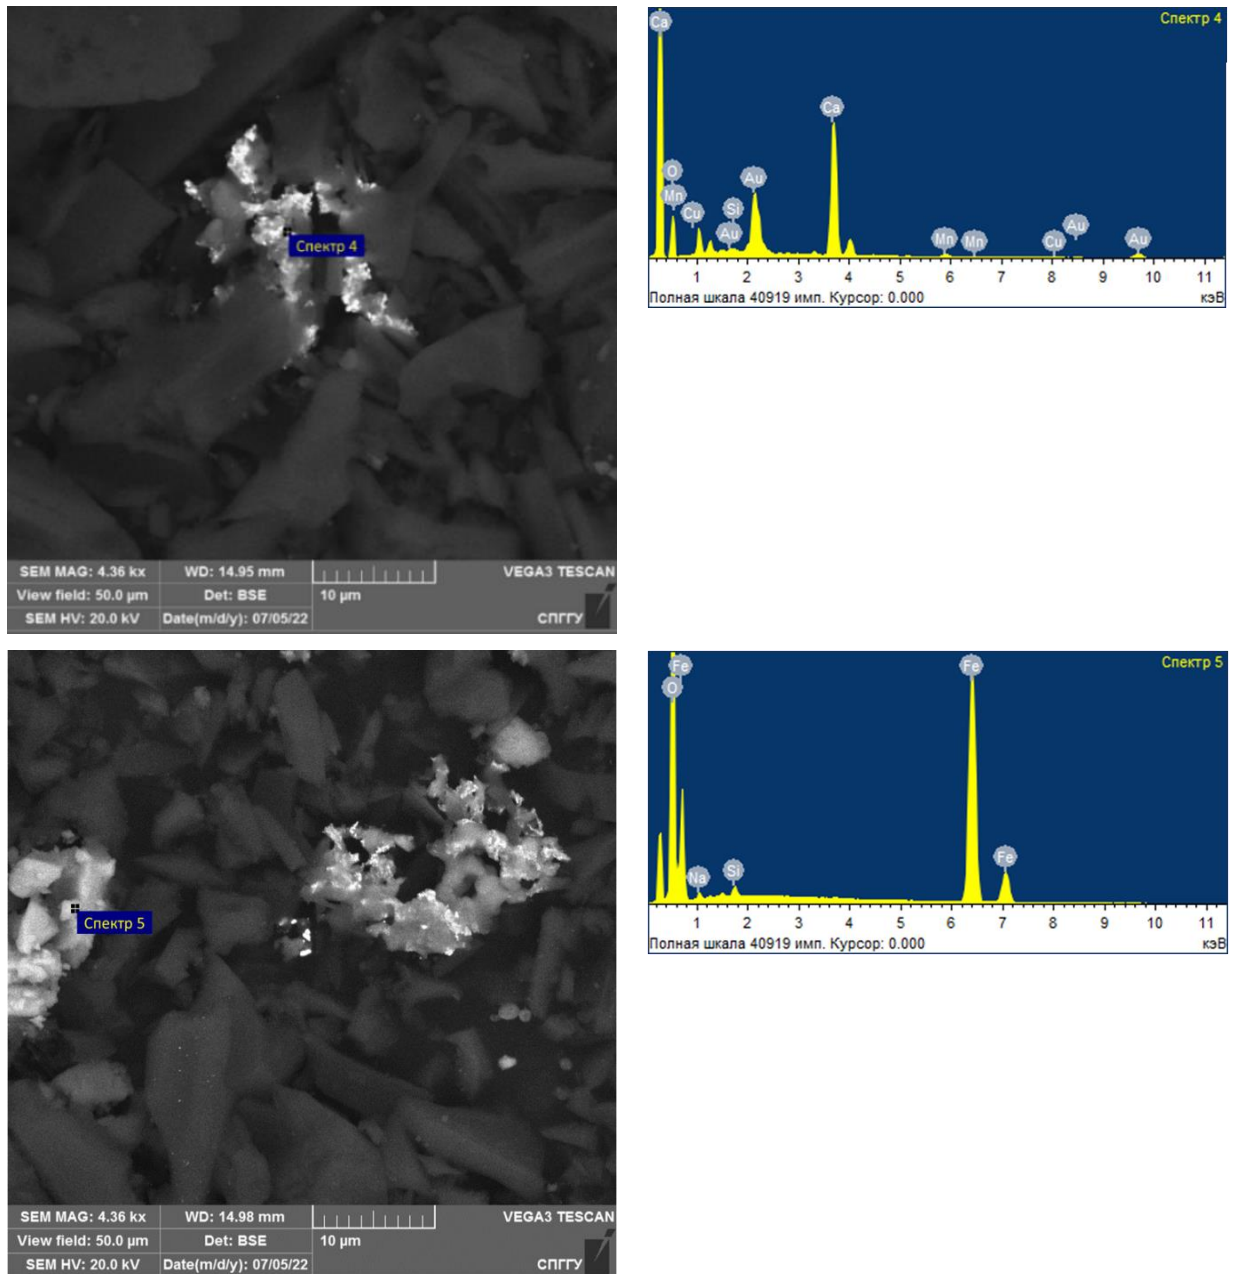 Спектр 4
SEM MAG: 4.36 kx WD: 14.95 mm VEGA3 TESCAN
View field: 50.0 µm Det: BSE 10 µm
SEM HV: 20.0 kV Date(m/d/y): 07/05/22 СПГГУ
Спектр 4
Ca
Ca
O
Mn
Cu
Si
Au
Au
Mn
Mn
Cu
Au
Au
1 2 3 4 5 6 7 8 9 10 11
Полная шкала 40919 имп. Курсор: 0.000 кэВ
Спектр 5
SEM MAG: 4.36 kx WD: 14.98 mm VEGA3 TESCAN
View field: 50.0 µm Det: BSE 10 µm
SEM HV: 20.0 kV Date(m/d/y): 07/05/22 СПГГУ
Спектр 5
Fe
O
Na
Si
Fe
Fe
1 2 3 4 5 6 7 8 9 10 11
Полная шкала 40919 имп. Курсор: 0.000 кэВ